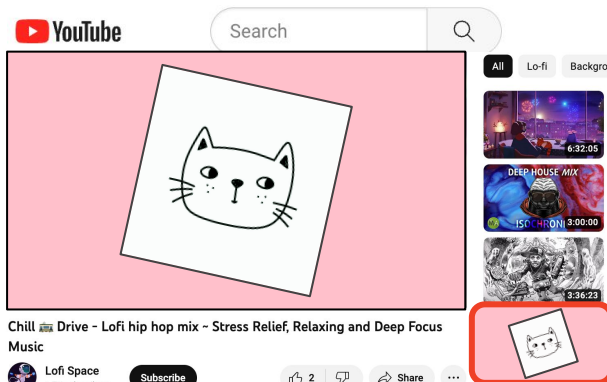 YouTube
Search
All Lo-fi Backgro
6:32:05
DEEP HOUSE MIX
ISOCHRONI 3:00:00
3:36:23
Chill 📻 Drive - Lofi hip hop mix ~ Stress Relief, Relaxing and Deep Focus
Music
Lofi Space
Subscribe
2
Share